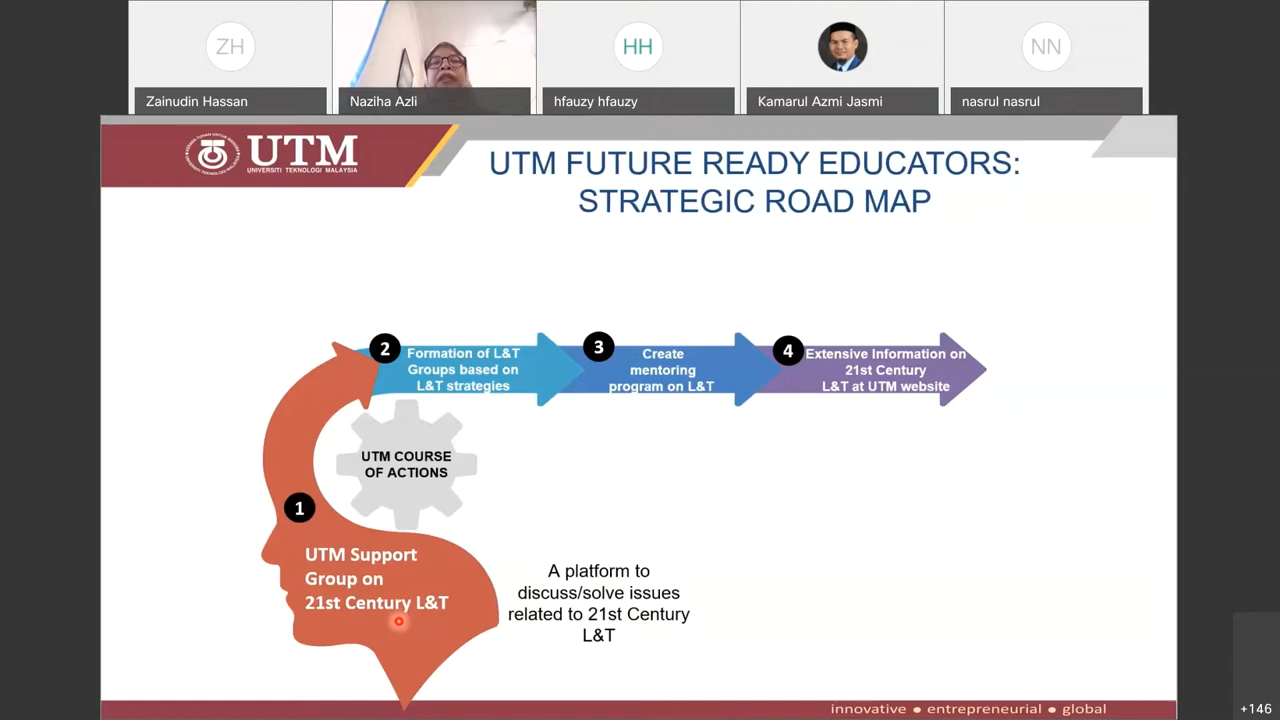 ZH
HH
NN
Zainudin Hassan
Naziha Azli
hfauzy hfauzy
Kamarul Azmi Jasmi
nasrul nasrul
UTM
UNIVERSITI TEKNOLOGI MALAYSIA
UTM FUTURE READY EDUCATORS:
STRATEGIC ROAD MAP
2
Formation of L&T
Groups based on
L&T strategies
3
Create
mentoring
program on L&T
4
Extensive Information on
21st Century
L&T at UTM website
UTM COURSE
OF ACTIONS
1
UTM Support
Group on
21st Century L&T
A platform to
discuss/solve issues
related to 21st Century
L&T
innovative ● entrepreneurial ● global
+146